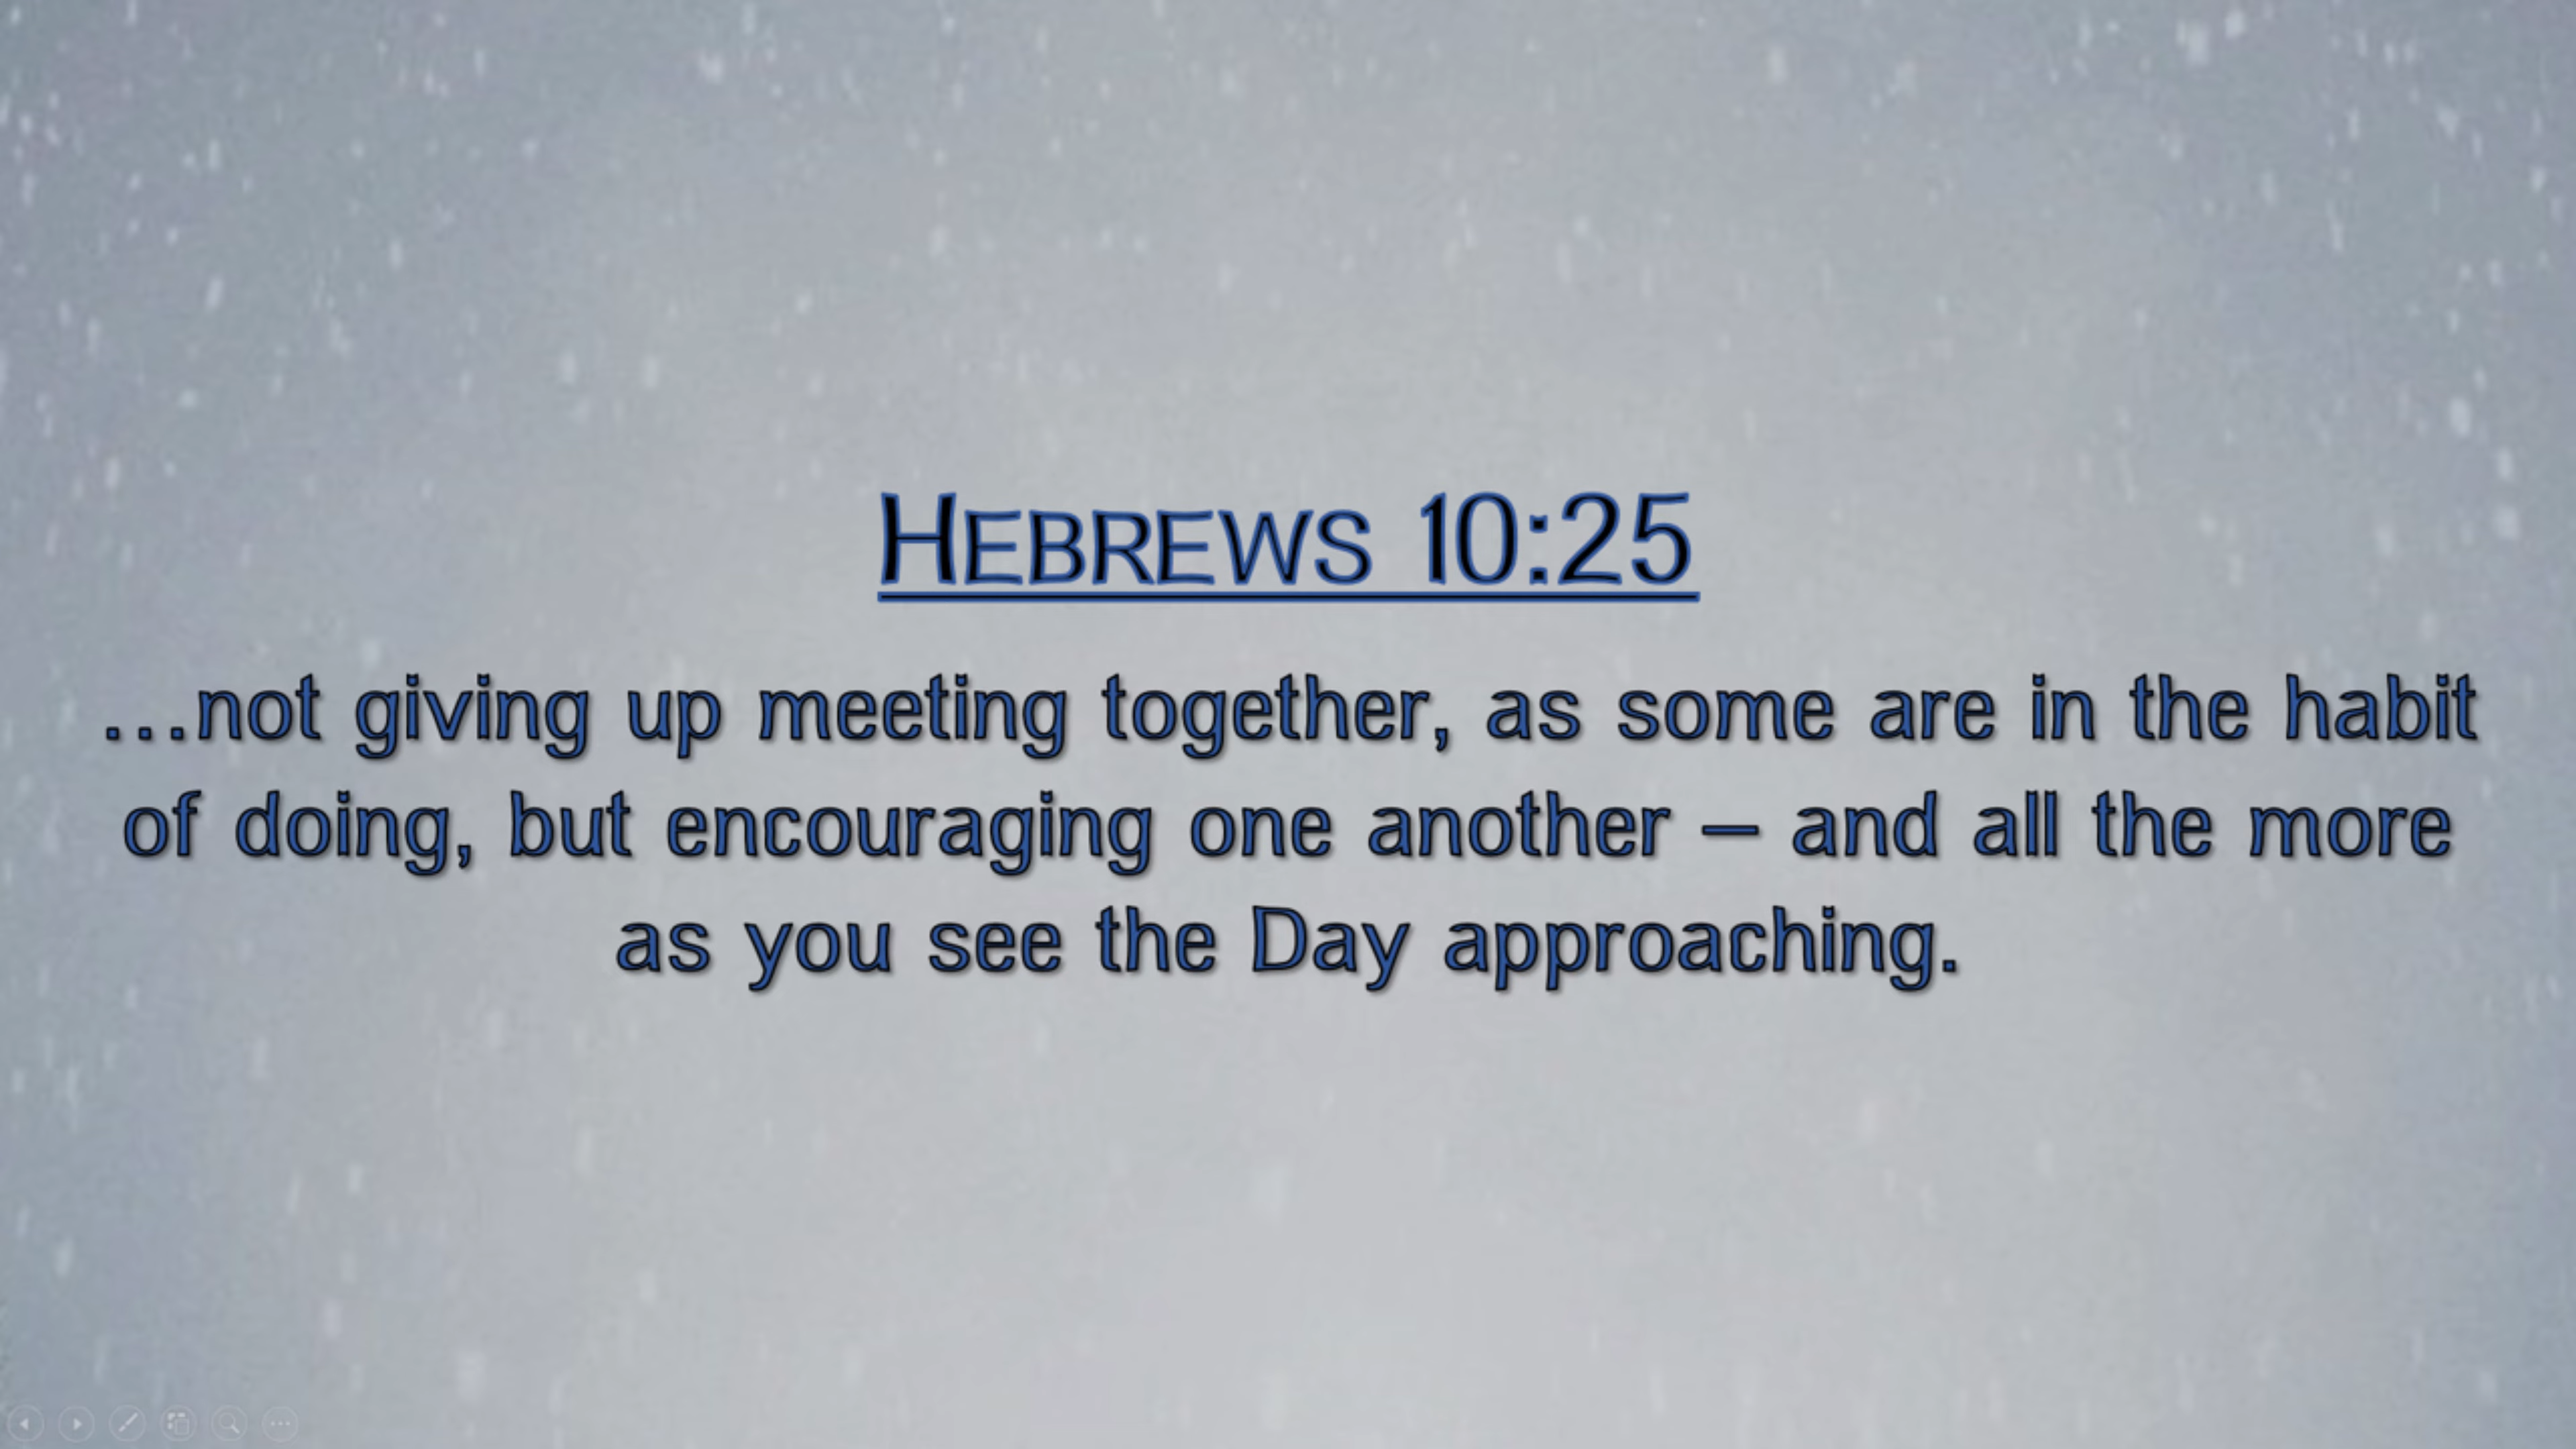 HEBREWS 10:25
…not giving up meeting together, as some are in the habit
of doing, but encouraging one another – and all the more
as you see the Day approaching.